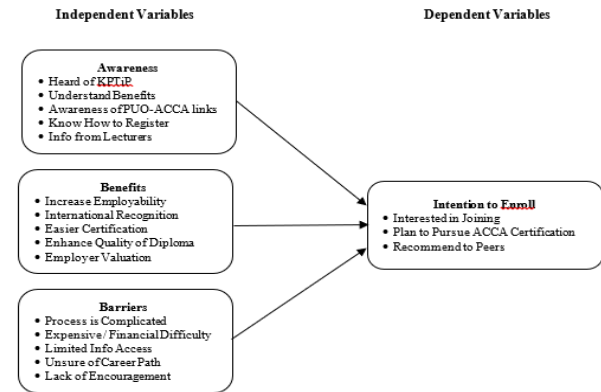 Independent Variables
Dependent Variables
Awareness
• Heard of KPTiP
• Understand Benefits
• Awareness of PUO-ACCA links
• Know How to Register
• Info from Lecturers
Benefits
• Increase Employability
• International Recognition
• Easier Certification
• Enhance Quality of Diploma
• Employer Valuation
Barriers
• Process is Complicated
• Expensive / Financial Difficulty
• Limited Info Access
• Unsure of Career Path
• Lack of Encouragement
Intention to Enroll
• Interested in Joining
• Plan to Pursue ACCA Certification
• Recommend to Peers